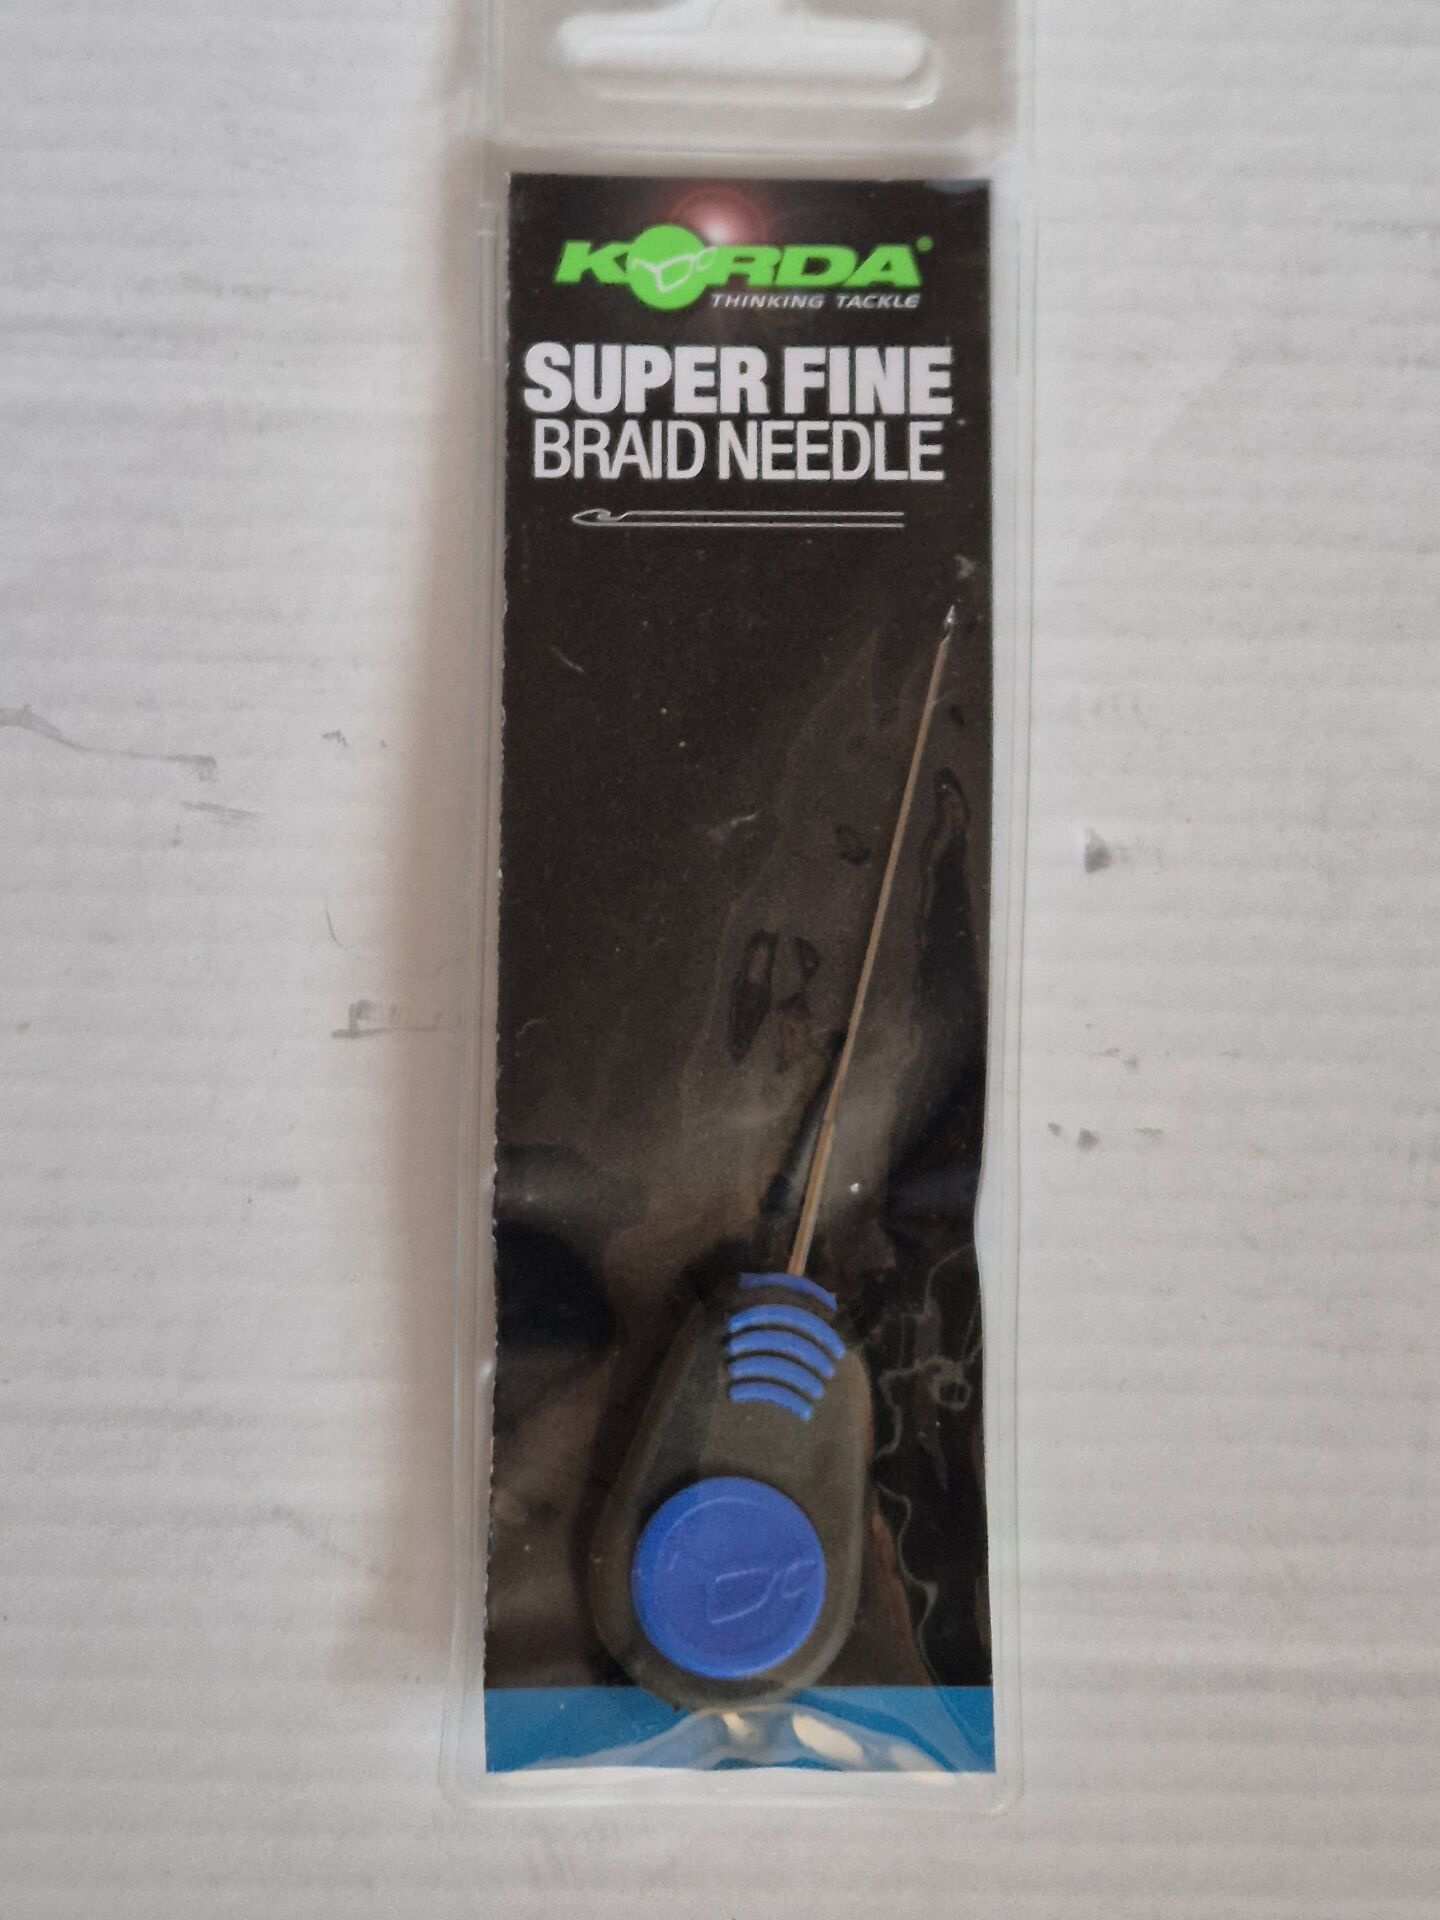 KORDA
THINKING TACKLE
SUPER FINE
BRAID NEEDLE